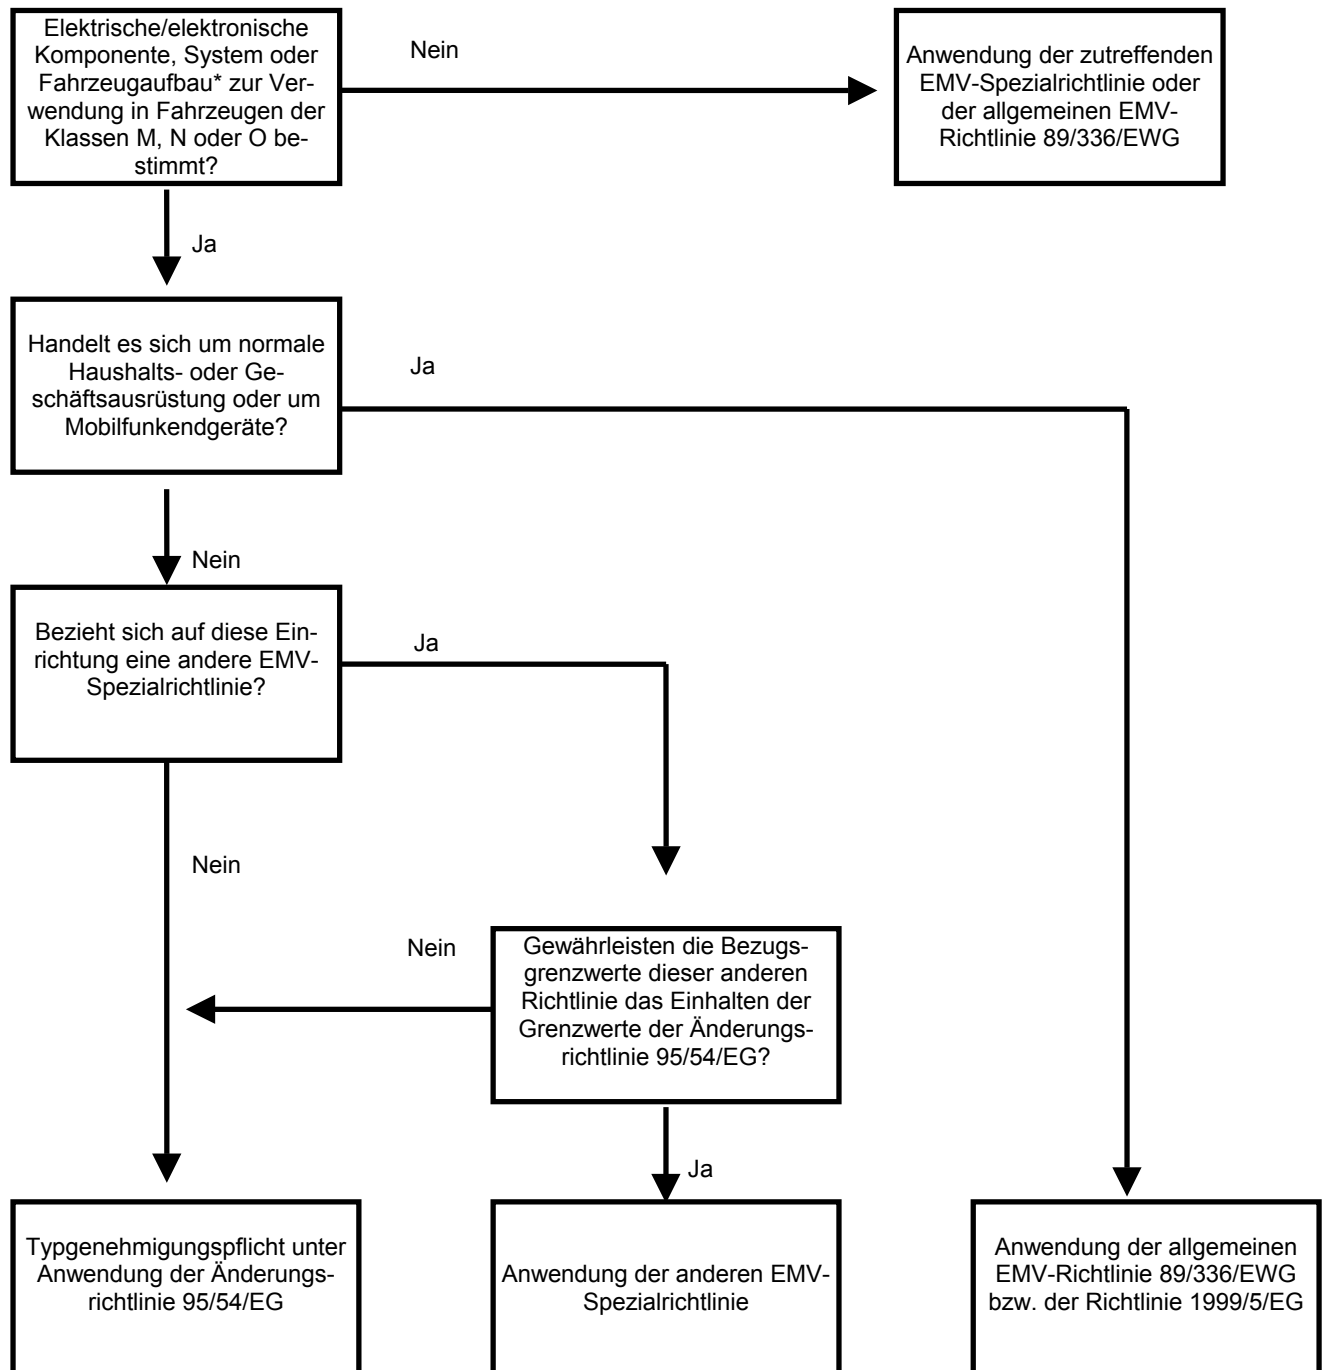 Elektrische/elektronische
Komponente, System oder
Fahrzeugaufbau* zur Ver-
wendung in Fahrzeugen der
Klassen M, N oder O be-
stimmt?
Nein
Anwendung der zutreffenden
EMV-Spezialrichtlinie oder
der allgemeinen EMV-
Richtlinie 89/336/EWG
Ja
Handelt es sich um normale
Haushalts- oder Ge-
schäftsausrüstung oder um
Mobilfunkendgeräte?
Ja
Nein
Bezieht sich auf diese Ein-
richtung eine andere EMV-
Spezialrichtlinie?
Ja
Nein
Nein
Gewährleisten die Bezugs-
grenzwerte dieser anderen
Richtlinie das Einhalten der
Grenzwerte der Änderungs-
richtlinie 95/54/EG?
Ja
Typgenehmigungspflicht unter
Anwendung der Änderungs-
richtlinie 95/54/EG
Anwendung der anderen EMV-
Spezialrichtlinie
Anwendung der allgemeinen
EMV-Richtlinie 89/336/EWG
bzw. der Richtlinie 1999/5/EG